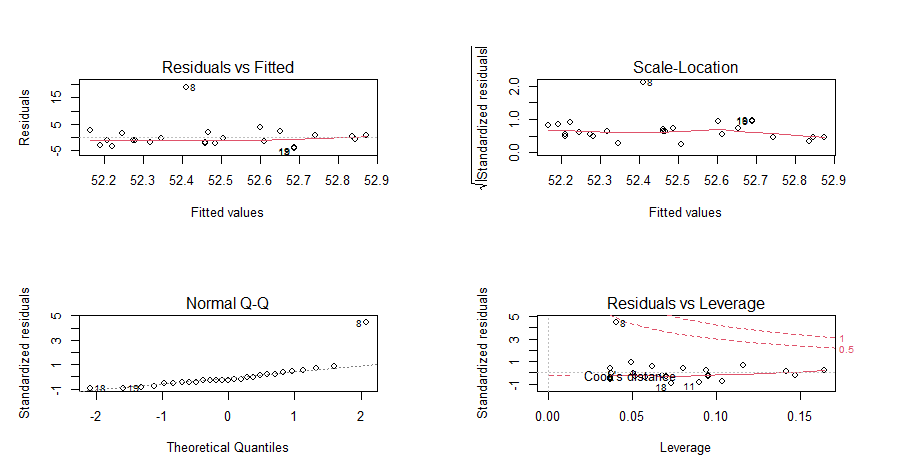 Residuals vs Fitted
Residuals
15
5
-5
8
18
52.2 52.3 52.4 52.5 52.6 52.7 52.8 52.9
Fitted values
Scale-Location
√|Standardized residuals|
2.0
1.0
0.0
8
18
52.2 52.3 52.4 52.5 52.6 52.7 52.8 52.9
Fitted values
Normal Q-Q
Standardized residuals
5
3
1
-1
8
18
-2 -1 0 1 2
Theoretical Quantiles
Residuals vs Leverage
Standardized residuals
5
3
1
-1
8
1
0.5
Cook's distance
18 11
0.00 0.05 0.10 0.15
Leverage